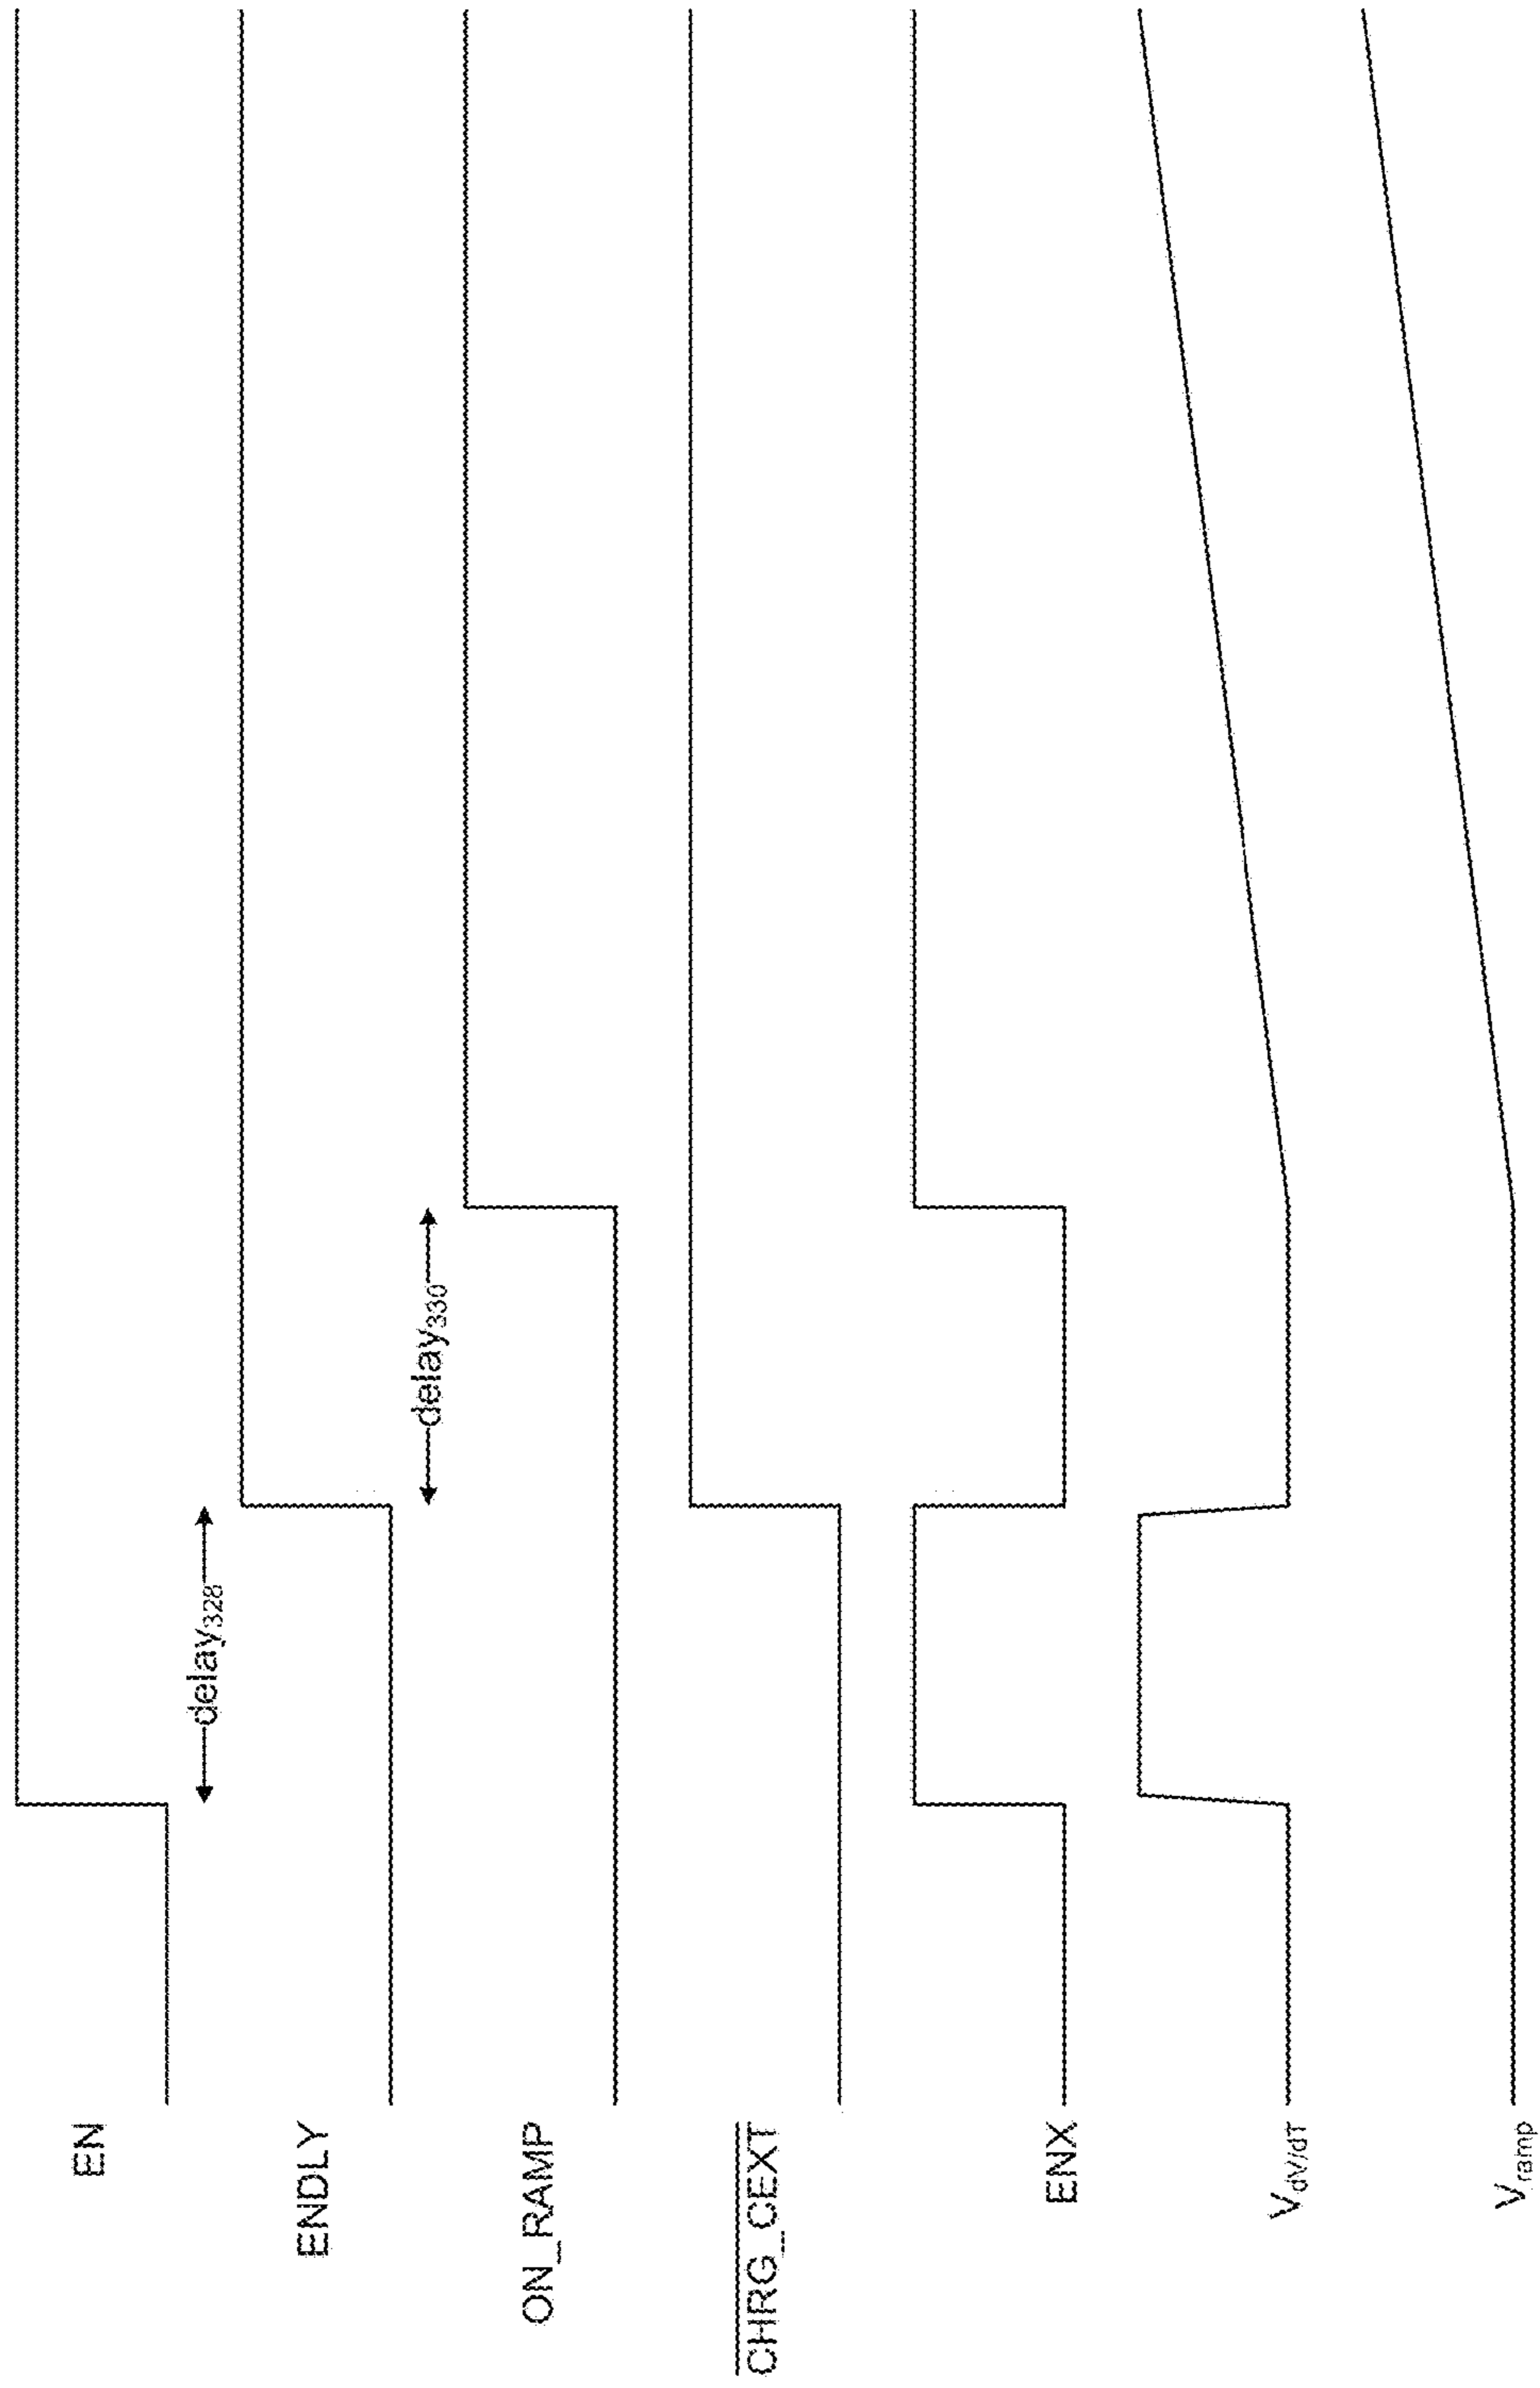 EN
delay328
ENDLY
delay330
ON_RAMP
CHRG_CEXT
ENX
VdV/dT
Vramp